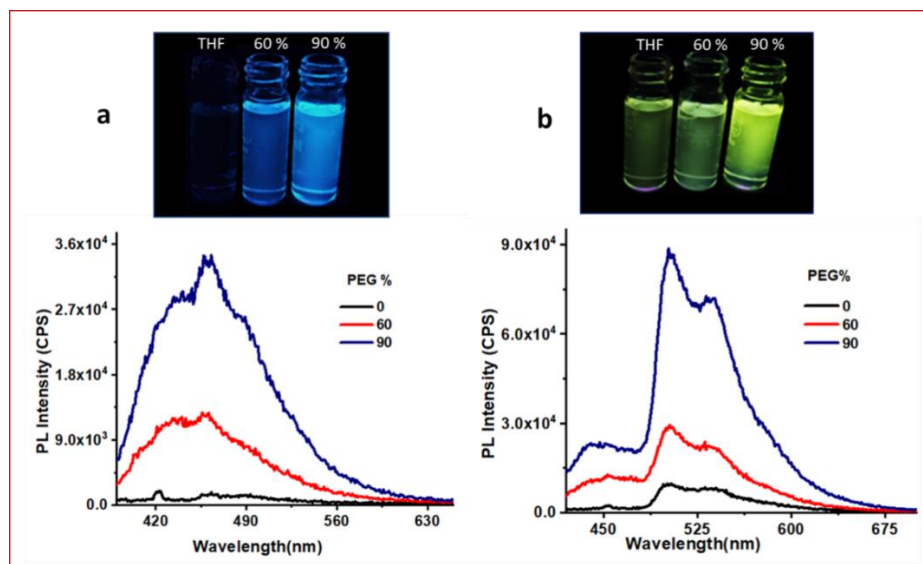 THF 60 % 90 %
a
3.6x10⁴
2.7x10⁴
1.8x10⁴
9.0x10³
0.0
PL Intensity (CPS)
PEG %
0
60
90
420 490 560 630
Wavelength(nm)
THF 60 % 90 %
b
9.0x10⁴
6.0x10⁴
3.0x10⁴
0.0
PL Intensity (CPS)
PEG%
0
60
90
450 525 600 675
Wavelength(nm)